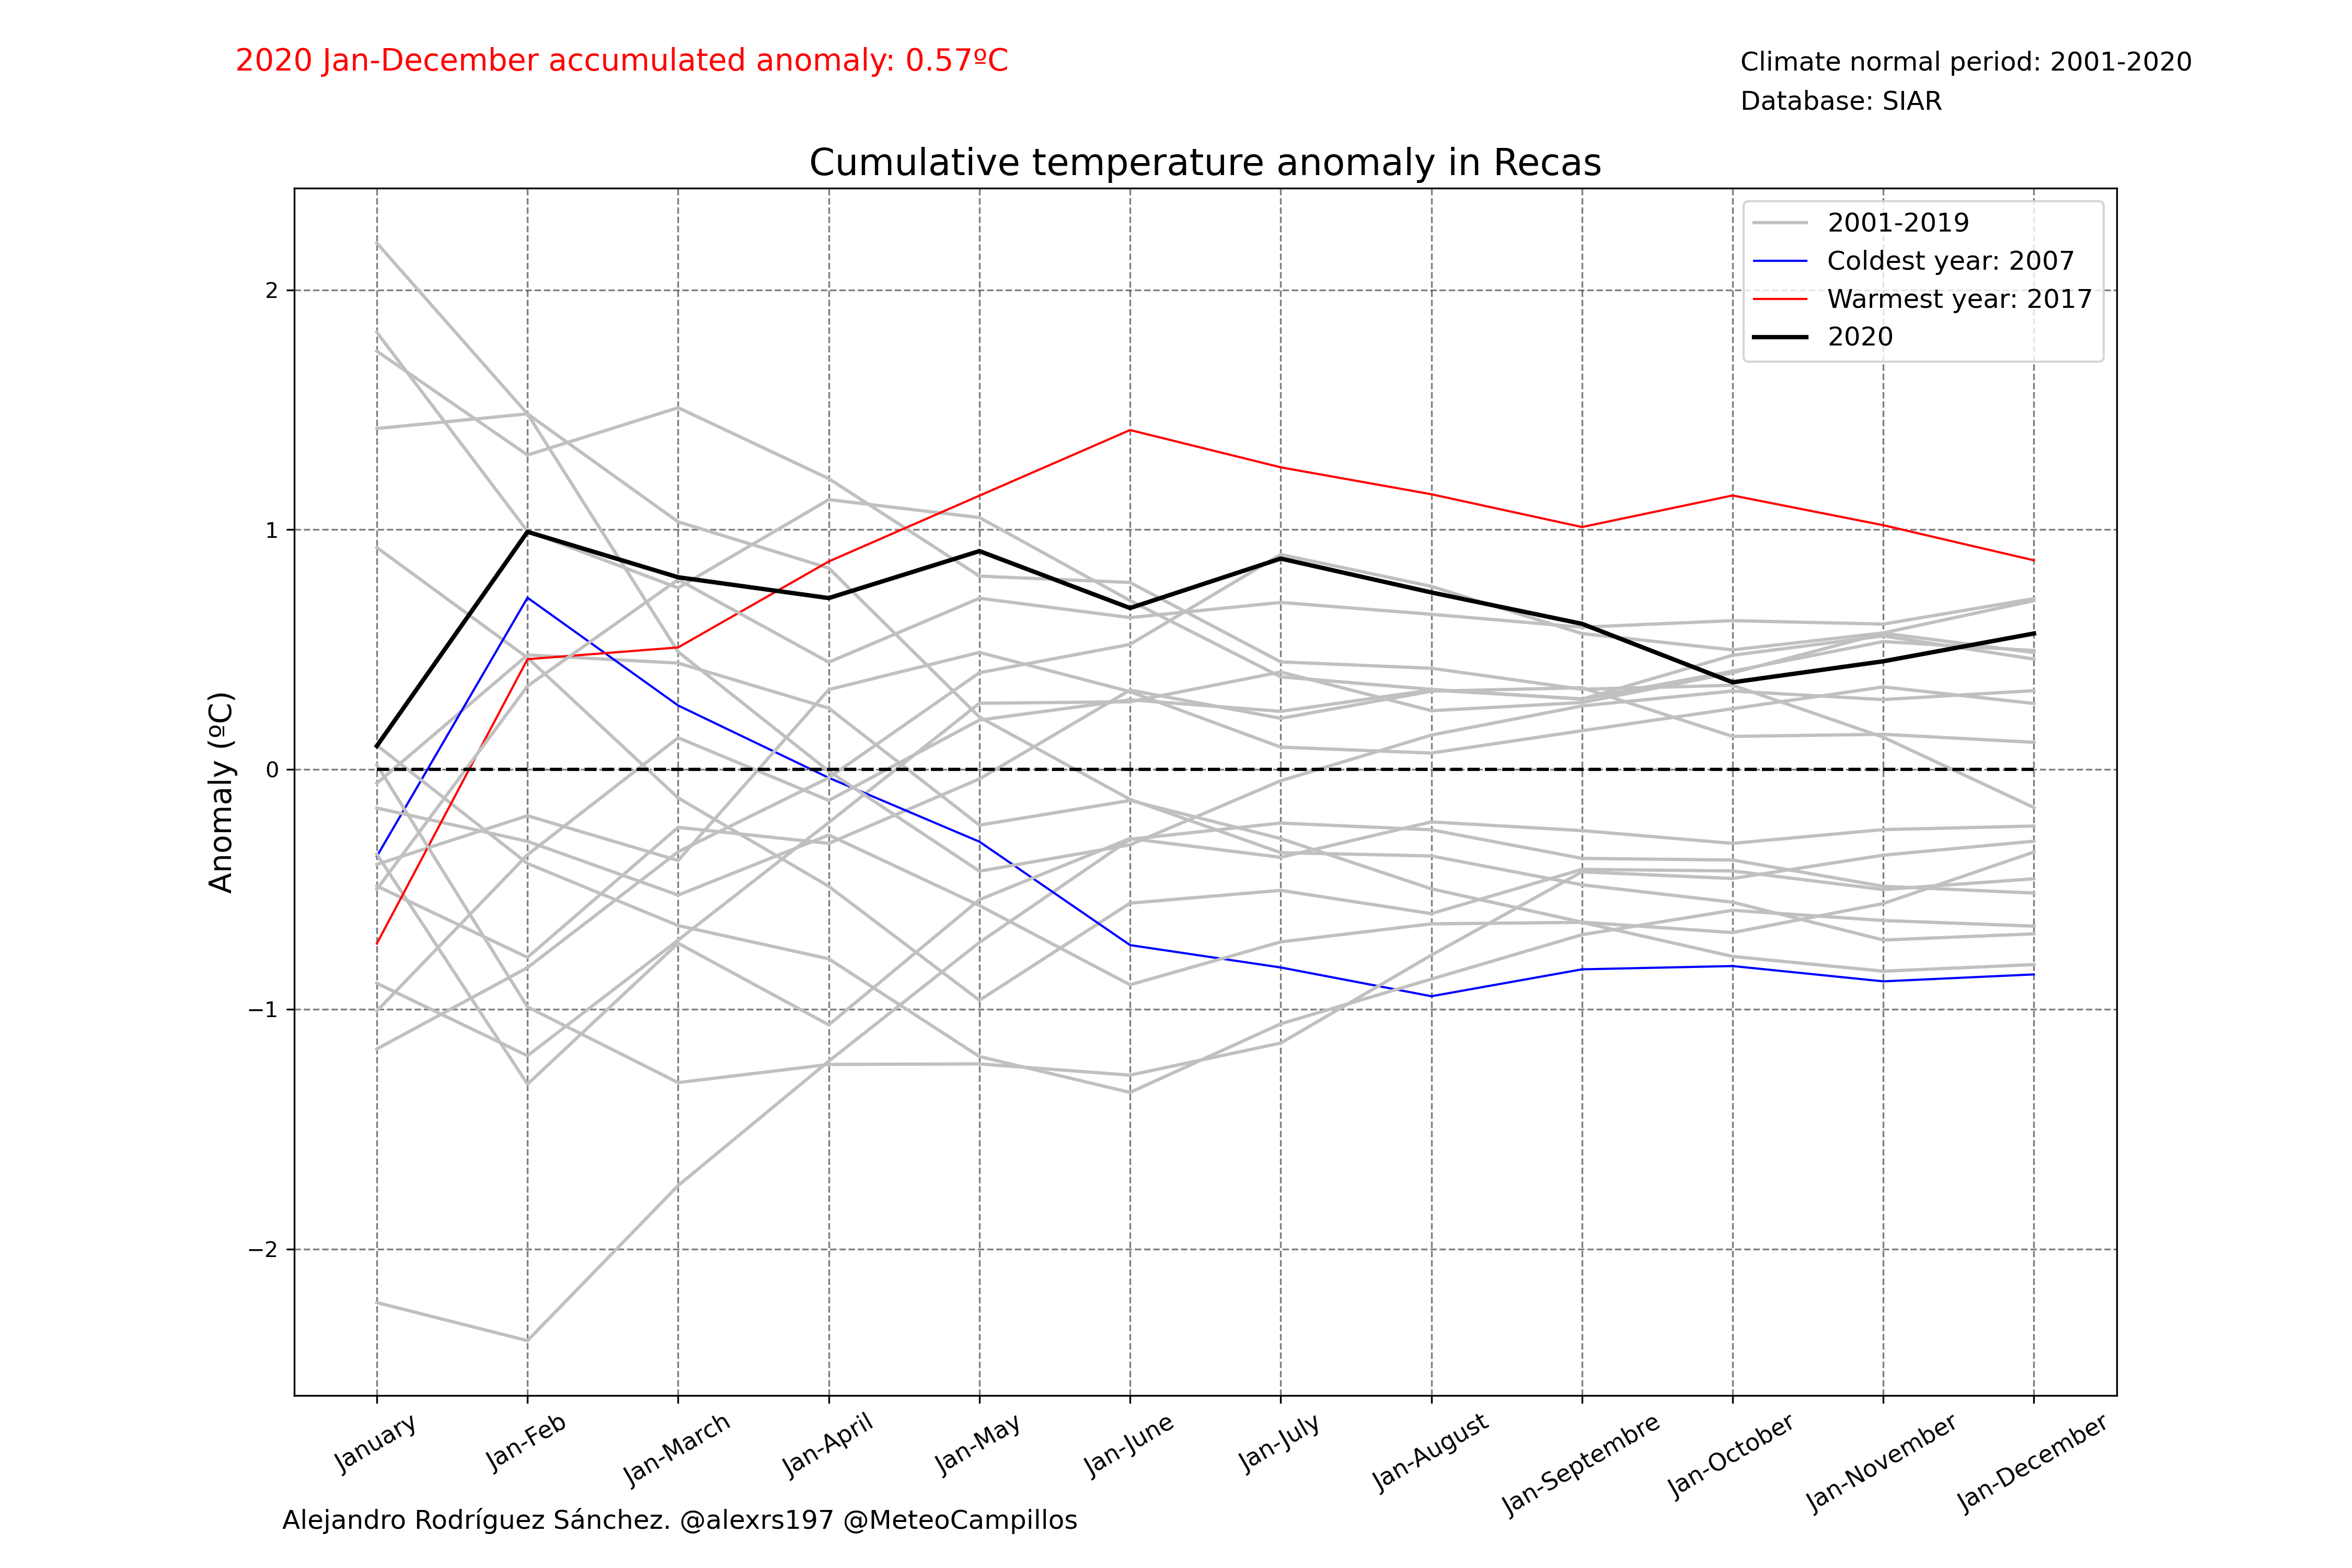 2020 Jan-December accumulated anomaly: 0.57ºC
Climate normal period: 2001-2020
Database: SIAR
Cumulative temperature anomaly in Recas
2001-2019
Coldest year: 2007
Warmest year: 2017
2020
Anomaly (ºC)
2
1
0
−1
−2
January
Jan-Feb
Jan-March
Jan-April
Jan-May
Jan-June
Jan-July
Jan-August
Jan-Septembre
Jan-October
Jan-November
Jan-December
Alejandro Rodríguez Sánchez. @alexrs197 @MeteoCampillos